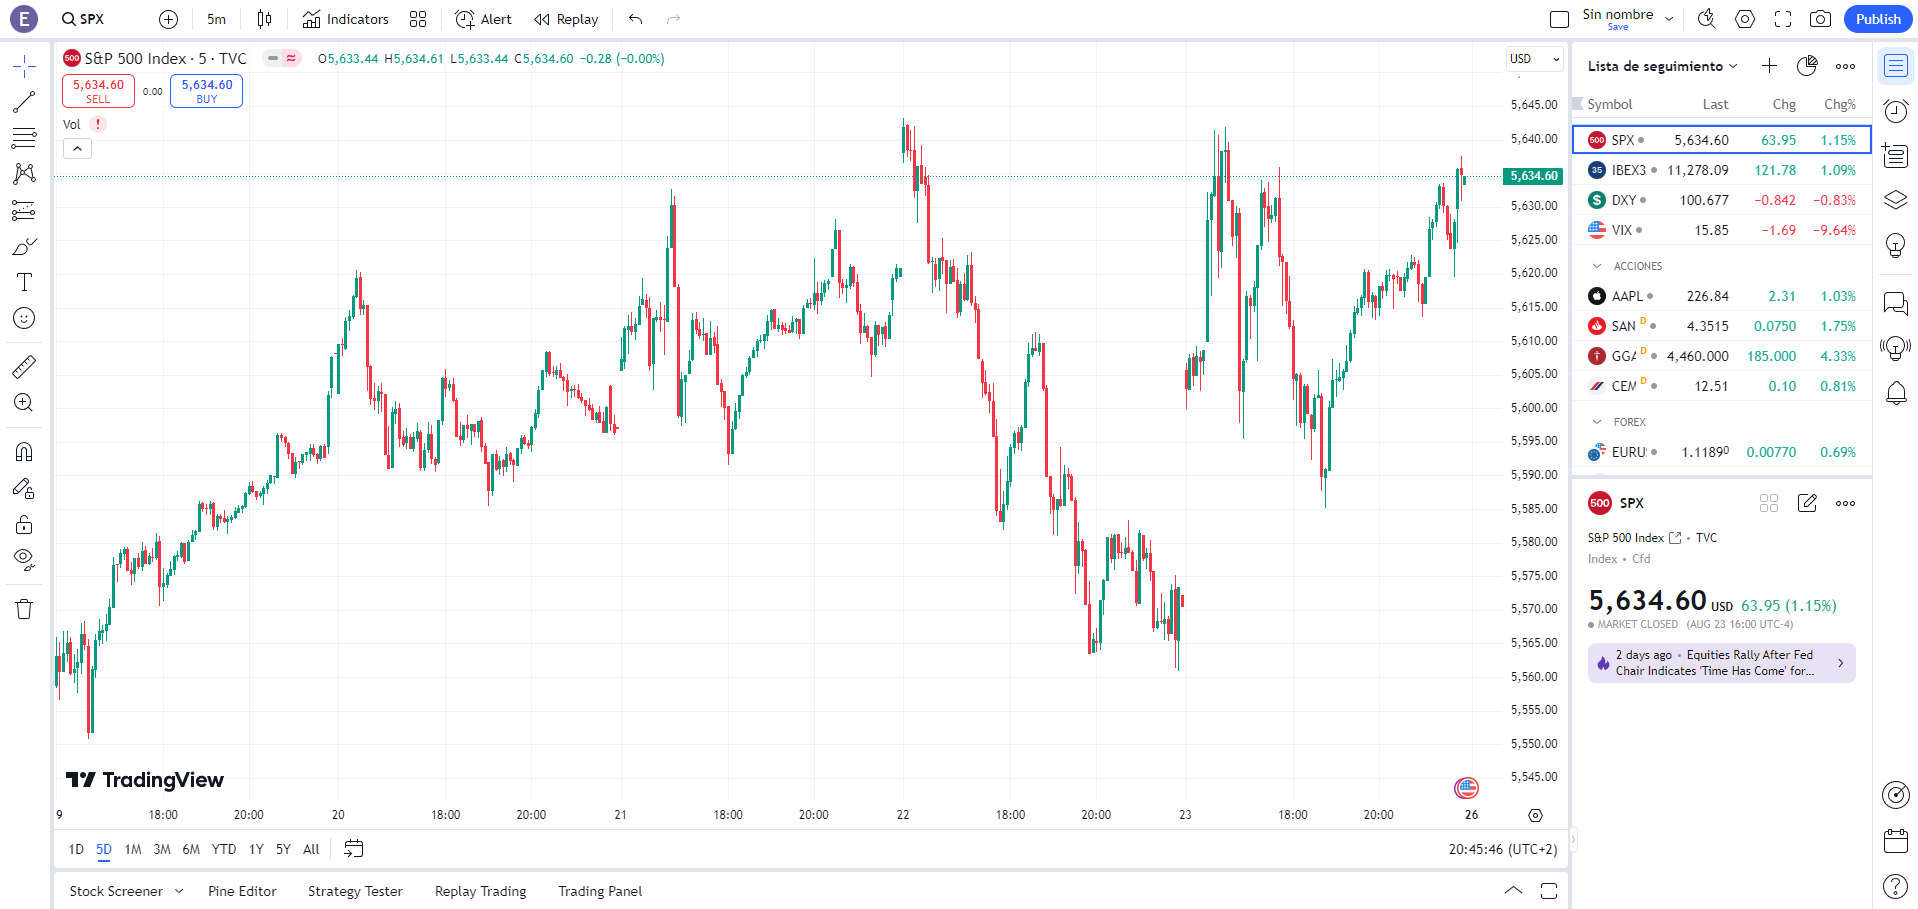 E
SPX
5m
Indicators
Alert
Replay
Sin nombre
Save
Publish
500 S&P 500 Index · 5 · TVC
O5,633.44 H5,634.61 L5,633.44 C5,634.60 −0.28 (−0.00%)
USD
5,634.60
SELL
0.00
5,634.60
BUY
Vol !
5,645.00
5,640.00
5,634.60
5,630.00
5,625.00
5,620.00
5,615.00
5,610.00
5,605.00
5,600.00
5,595.00
5,590.00
5,585.00
5,580.00
5,575.00
5,570.00
5,565.00
5,560.00
5,555.00
5,550.00
5,545.00
TradingView
9 18:00 20:00 20 18:00 20:00 21 18:00 20:00 22 18:00 20:00 23 18:00 20:00 26
1D 5D 1M 3M 6M YTD 1Y 5Y All
20:45:46 (UTC+2)
Stock Screener Pine Editor Strategy Tester Replay Trading Trading Panel
Lista de seguimiento
Symbol Last Chg Chg%
500 SPX 5,634.60 63.95 1.15%
35 IBEX3 11,278.09 121.78 1.09%
$ DXY 100.677 −0.842 −0.83%
VIX 15.85 −1.69 −9.64%
ACCIONES
AAPL 226.84 2.31 1.03%
SAN D 4.3515 0.0750 1.75%
GGA D 4,460.000 185.000 4.33%
CEM D 12.51 0.10 0.81%
FOREX
EURU 1.11890 0.00770 0.69%
500 SPX
S&P 500 Index • TVC
Index • Cfd
5,634.60 USD 63.95 (1.15%)
MARKET CLOSED (AUG 23 16:00 UTC-4)
2 days ago • Equities Rally After Fed
Chair Indicates 'Time Has Come' for...